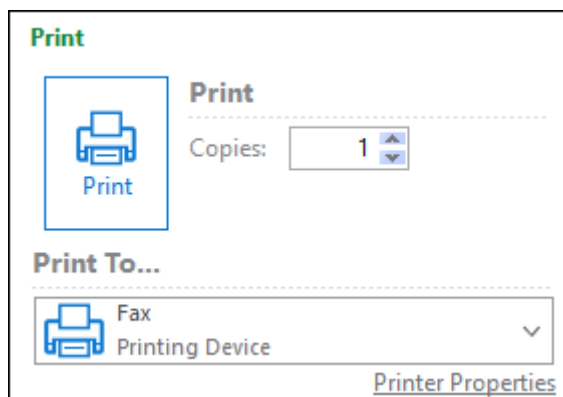 Print
Print
Copies: 1
Print
Print To...
Fax
Printing Device
Printer Properties